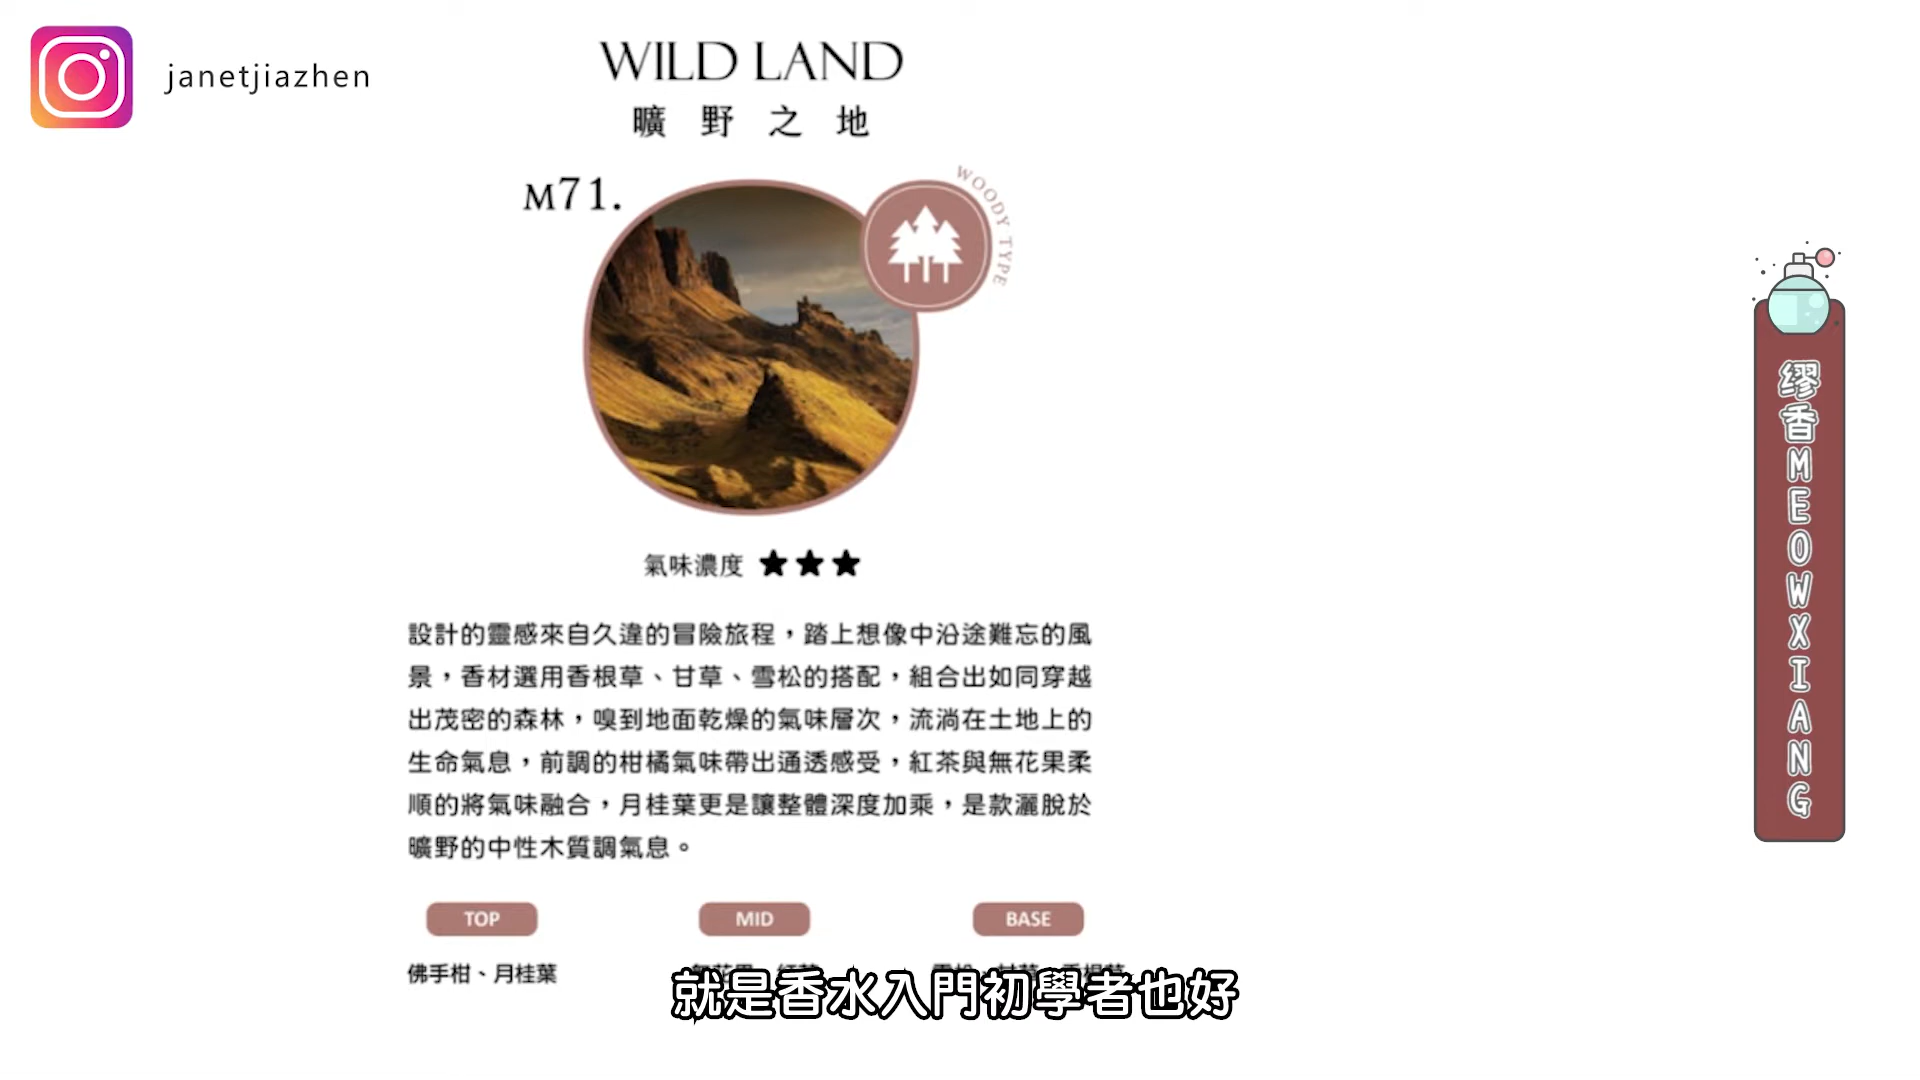 janetjiazhen
WILD LAND
曠野之地
M71.
WOODY TYPE
氣味濃度 ★★★
設計的靈感來自久違的冒險旅程，踏上想像中沿途難忘的風
景，香材選用香根草、甘草、雪松的搭配，組合出如同穿越
出茂密的森林，嗅到地面乾燥的氣味層次，流淌在土地上的
生命氣息，前調的柑橘氣味帶出通透感受，紅茶與無花果柔
順的將氣味融合，月桂葉更是讓整體深度加乘，是款灑脫於
曠野的中性木質調氣息。
TOP
MID
BASE
佛手柑、月桂葉
就是香水入門初學者也好
缪香MEOWXIANG